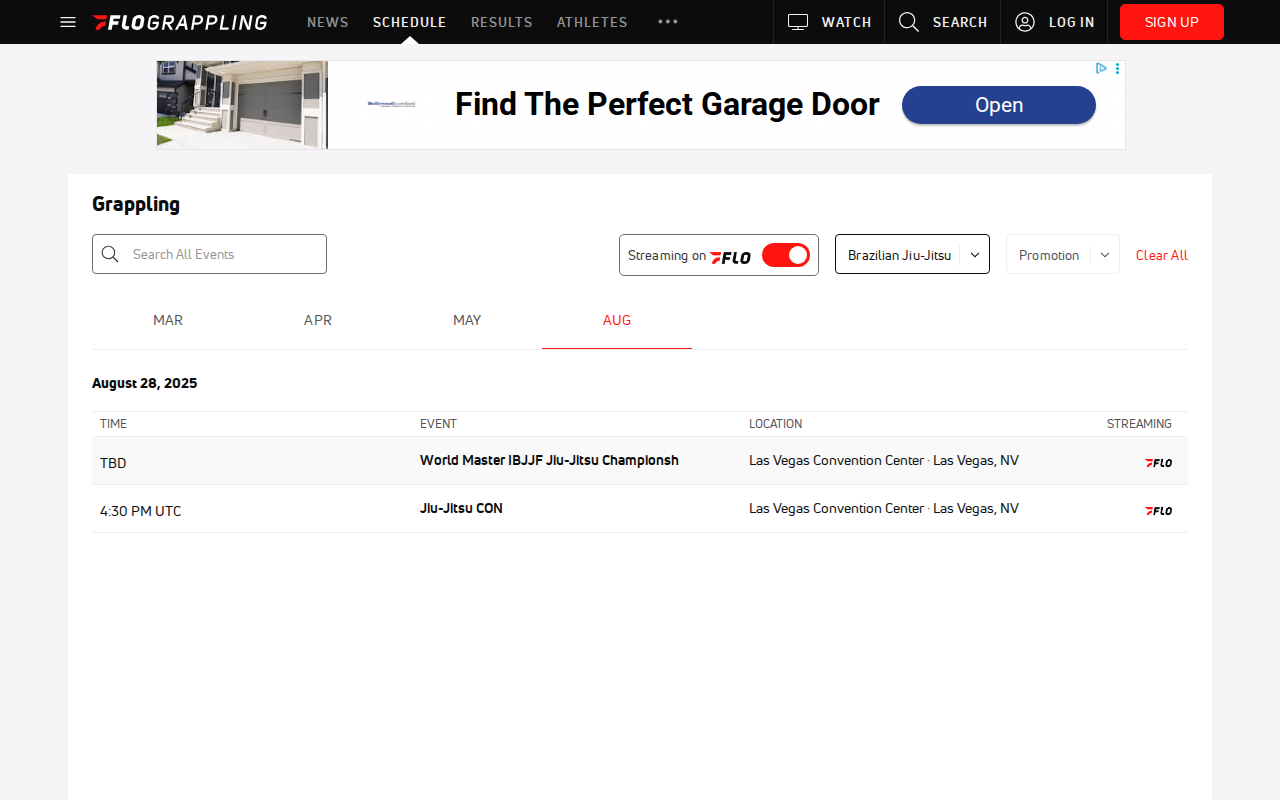 FLOGRAPPLING NEWS SCHEDULE RESULTS ATHLETES WATCH SEARCH LOG IN SIGN UP
Find The Perfect Garage Door Open
Grappling
Search All Events Streaming on FLO Brazilian Jiu-Jitsu Promotion Clear All
MAR APR MAY AUG
August 28, 2025
TIME EVENT LOCATION STREAMING
TBD World Master IBJJF Jiu-Jitsu Championsh Las Vegas Convention Center · Las Vegas, NV FLO
4:30 PM UTC Jiu-Jitsu CON Las Vegas Convention Center · Las Vegas, NV FLO